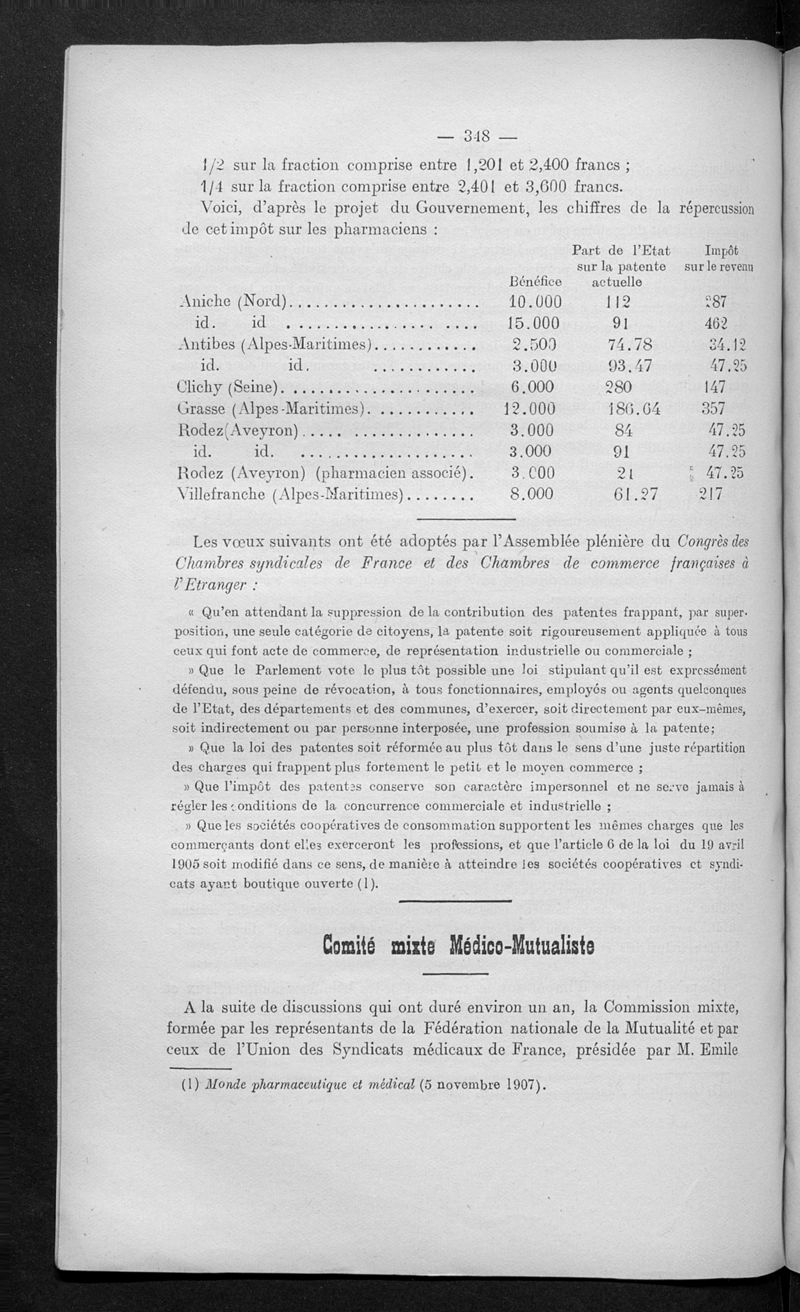 — 348 —
1/2 sur la fraction comprise entre 1,201 et 2,400 francs ;
1/4 sur la fraction comprise entre 2,401 et 3,600 francs.
Voici, d'après le projet du Gouvernement, les chiffres de la répercussion
de cet impôt sur les pharmaciens :
Part de l'Etat Impôt
sur la patente sur le revenu
Bénéfice actuelle
Aniche (Nord)..................... 10.000 112 287
id. id ..................... 15.000 91 462
Antibes (Alpes-Maritimes)............ 2.500 74.78 34.12
id. id. ............ 3.000 93.47 47.25
Clichy (Seine)...................... 6.000 280 147
Grasse (Alpes-Maritimes)............. 12.000 186.64 357
Rodez(Aveyron).................... 3.000 84 47.25
id. id. .................... 3.000 91 47.25
Rodez (Aveyron) (pharmacien associé). 3.000 21 47.25
Villefranche (Alpes-Maritimes)........ 8.000 61.27 217
Les vœux suivants ont été adoptés par l'Assemblée plénière du Congrès des
Chambres syndicales de France et des Chambres de commerce françaises à
l'Etranger :
« Qu'en attendant la suppression de la contribution des patentes frappant, par super-
position, une seule catégorie de citoyens, la patente soit rigoureusement appliquée à tous
ceux qui font acte de commerce, de représentation industrielle ou commerciale ;
» Que le Parlement vote le plus tôt possible une loi stipulant qu'il est expressément
défendu, sous peine de révocation, à tous fonctionnaires, employés ou agents quelconques
de l'Etat, des départements et des communes, d'exercer, soit directement par eux-mêmes,
soit indirectement ou par personne interposée, une profession soumise à la patente;
» Que la loi des patentes soit réformée au plus tôt dans le sens d'une juste répartition
des charges qui frappent plus fortement le petit et le moyen commerce ;
» Que l'impôt des patentes conserve son caractère impersonnel et ne serve jamais à
régler les conditions de la concurrence commerciale et industrielle ;
» Que les sociétés coopératives de consommation supportent les mêmes charges que les
commerçants dont elles exerceront les professions, et que l'article 6 de la loi du 19 avril
1905 soit modifié dans ce sens, de manière à atteindre les sociétés coopératives et syndi-
cats ayant boutique ouverte (1).
Comité mixte Médico-Mutualiste
A la suite de discussions qui ont duré environ un an, la Commission mixte,
formée par les représentants de la Fédération nationale de la Mutualité et par
ceux de l'Union des Syndicats médicaux de France, présidée par M. Emile
(1) Monde pharmaceutique et médical (5 novembre 1907).